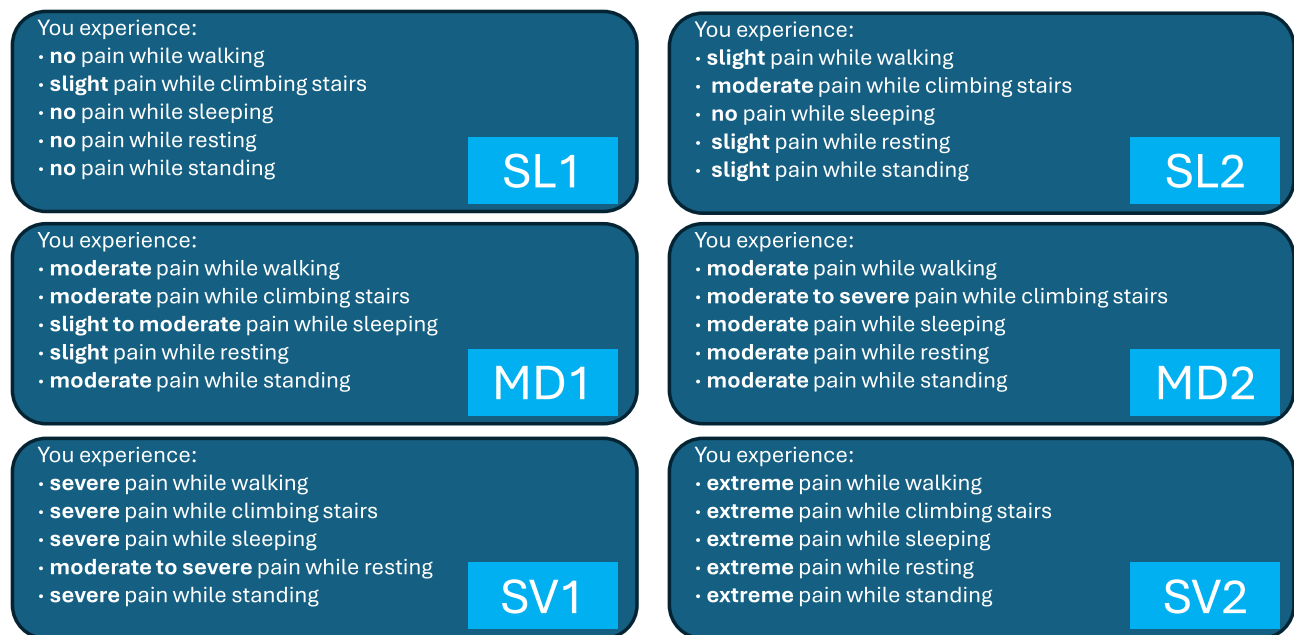 You experience:
· no pain while walking
· slight pain while climbing stairs
· no pain while sleeping
· no pain while resting
· no pain while standing
SL1
You experience:
· slight pain while walking
· moderate pain while climbing stairs
· no pain while sleeping
· slight pain while resting
· slight pain while standing
SL2
You experience:
· moderate pain while walking
· moderate pain while climbing stairs
· slight to moderate pain while sleeping
· slight pain while resting
· moderate pain while standing
MD1
You experience:
· moderate pain while walking
· moderate to severe pain while climbing stairs
· moderate pain while sleeping
· moderate pain while resting
· moderate pain while standing
MD2
You experience:
· severe pain while walking
· severe pain while climbing stairs
· severe pain while sleeping
· moderate to severe pain while resting
· severe pain while standing
SV1
You experience:
· extreme pain while walking
· extreme pain while climbing stairs
· extreme pain while sleeping
· extreme pain while resting
· extreme pain while standing
SV2